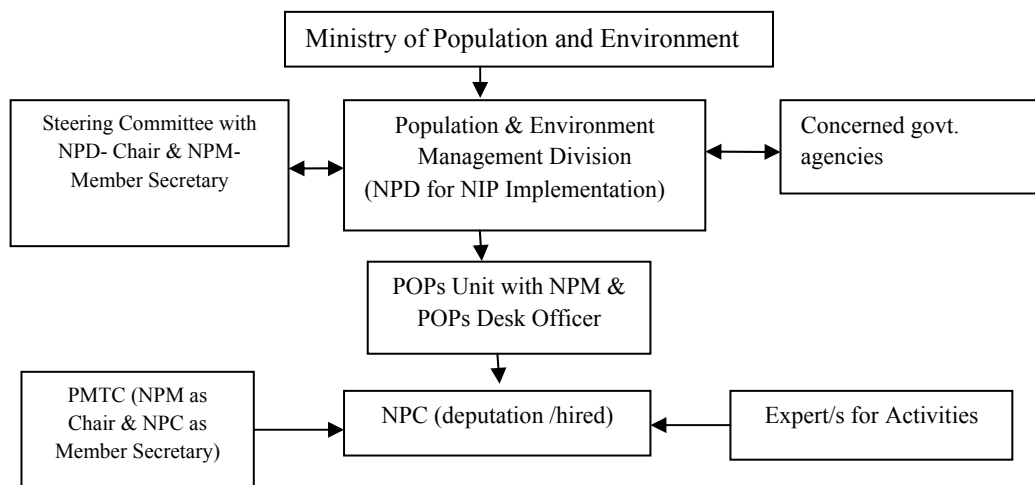 Ministry of Population and Environment
Steering Committee with
NPD- Chair & NPM-
Member Secretary
Population & Environment
Management Division
(NPD for NIP Implementation)
Concerned govt.
agencies
POPs Unit with NPM &
POPs Desk Officer
PMTC (NPM as
Chair & NPC as
Member Secretary)
NPC (deputation /hired)
Expert/s for Activities